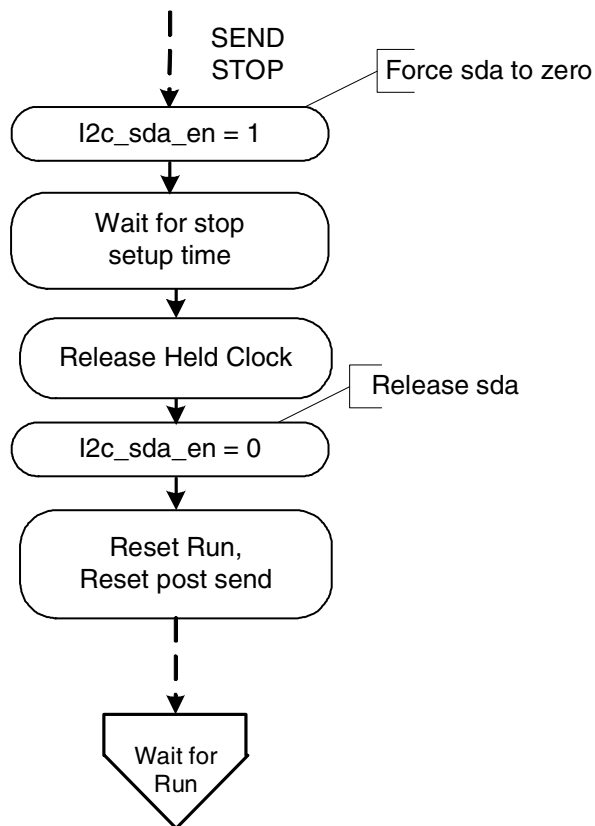 SEND
STOP
Force sda to zero
I2c_sda_en = 1
Wait for stop
setup time
Release Held Clock
Release sda
I2c_sda_en = 0
Reset Run,
Reset post send
Wait for
Run